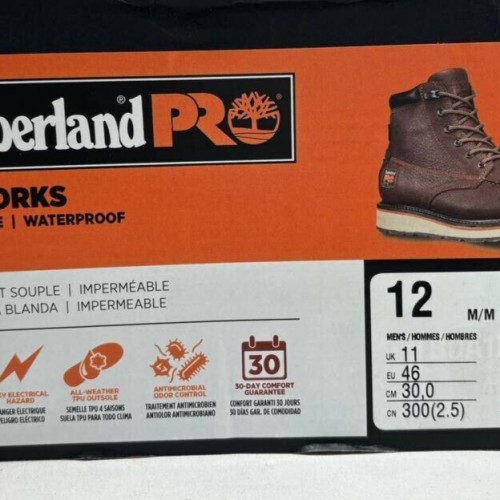 berland® PRO
ORKS
E | WATERPROOF
T SOUPLE | IMPERMÉABLE
A BLANDA | IMPERMEABLE
EV ELECTRICAL
HAZARD
ANGER ÉLECTRIQUE
PELIGRO ELÉCTRICO
ALL-WEATHER
TPU OUTSOLE
SEMELLE TPU 4 SAISONS
SUELA TPU PARA TODO CLIMA
ANTIMICROBIAL
ODOR CONTROL
TRAITEMENT ANTIMICROBIEN
ANTIOLOR ANTIMICROBIANO
30
30-DAY COMFORT
GUARANTEE
CONFORT GARANTI 30 JOURS
30 DÍAS GAR. DE COMODIDAD
12 M/M
MEN'S / HOMMES / HOMBRES
UK 11
EU 46
CM 30,0
CN 300(2.5)
PRO